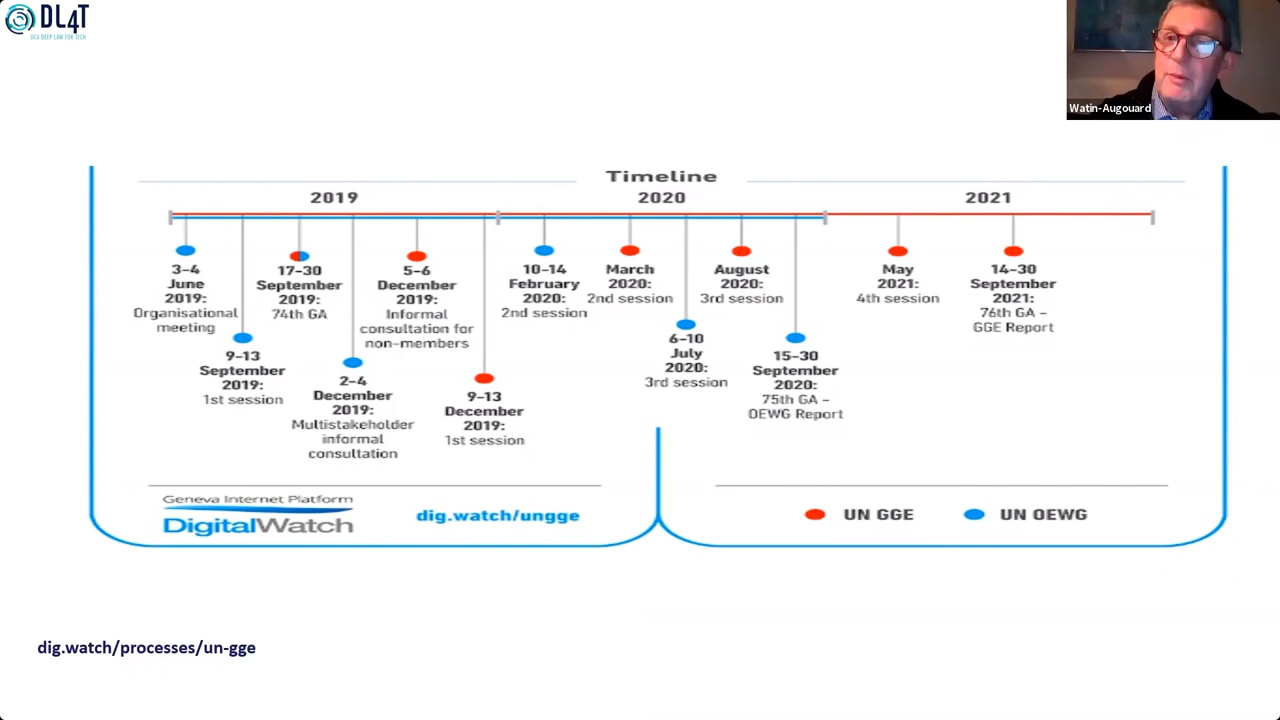 DL4T
UCA DEEP LAW FOR TECH
Watin-Augouard
Timeline
2019
2020
2021
3–4
June
2019:
Organisational
meeting
9–13
September
2019:
1st session
17–30
September
2019:
74th GA
2–4
December
2019:
Multistakeholder
informal
consultation
5–6
December
2019:
Informal
consultation for
non-members
9–13
December
2019:
1st session
10–14
February
2020:
2nd session
March
2020:
2nd session
6–10
July
2020:
3rd session
August
2020:
3rd session
15–30
September
2020:
75th GA –
OEWG Report
May
2021:
4th session
14–30
September
2021:
76th GA –
GGE Report
Geneva Internet Platform
DigitalWatch
dig.watch/ungge
UN GGE
UN OEWG
dig.watch/processes/un-gge